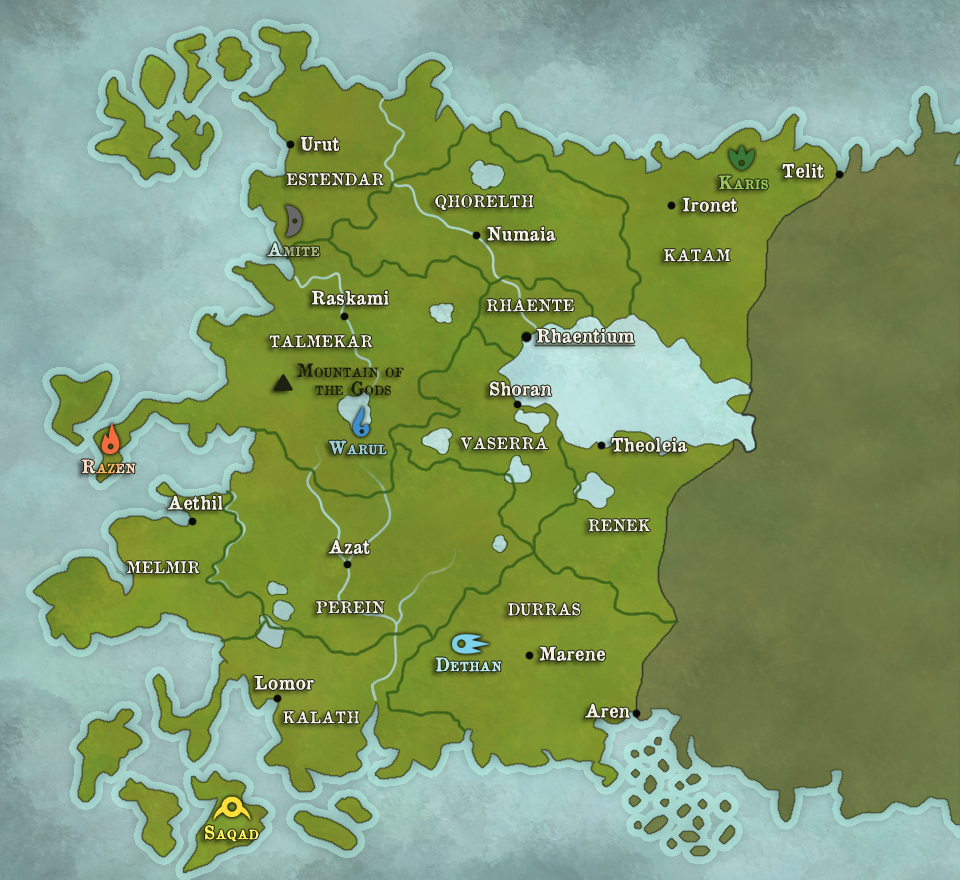 Urut
Karis
Telit
ESTENDAR
QHORELTH
Ironet
Numaia
Amite
KATAM
Raskami
RHAENTE
TALMEKAR
Rhaentium
Mountain of
the Gods
Shoran
Warul
VASERRA
Theoleia
Razen
Aethil
RENEK
Azat
MELMIR
PEREIN
DURRAS
Dethan
Marene
Lomor
KALATH
Aren
Saqad